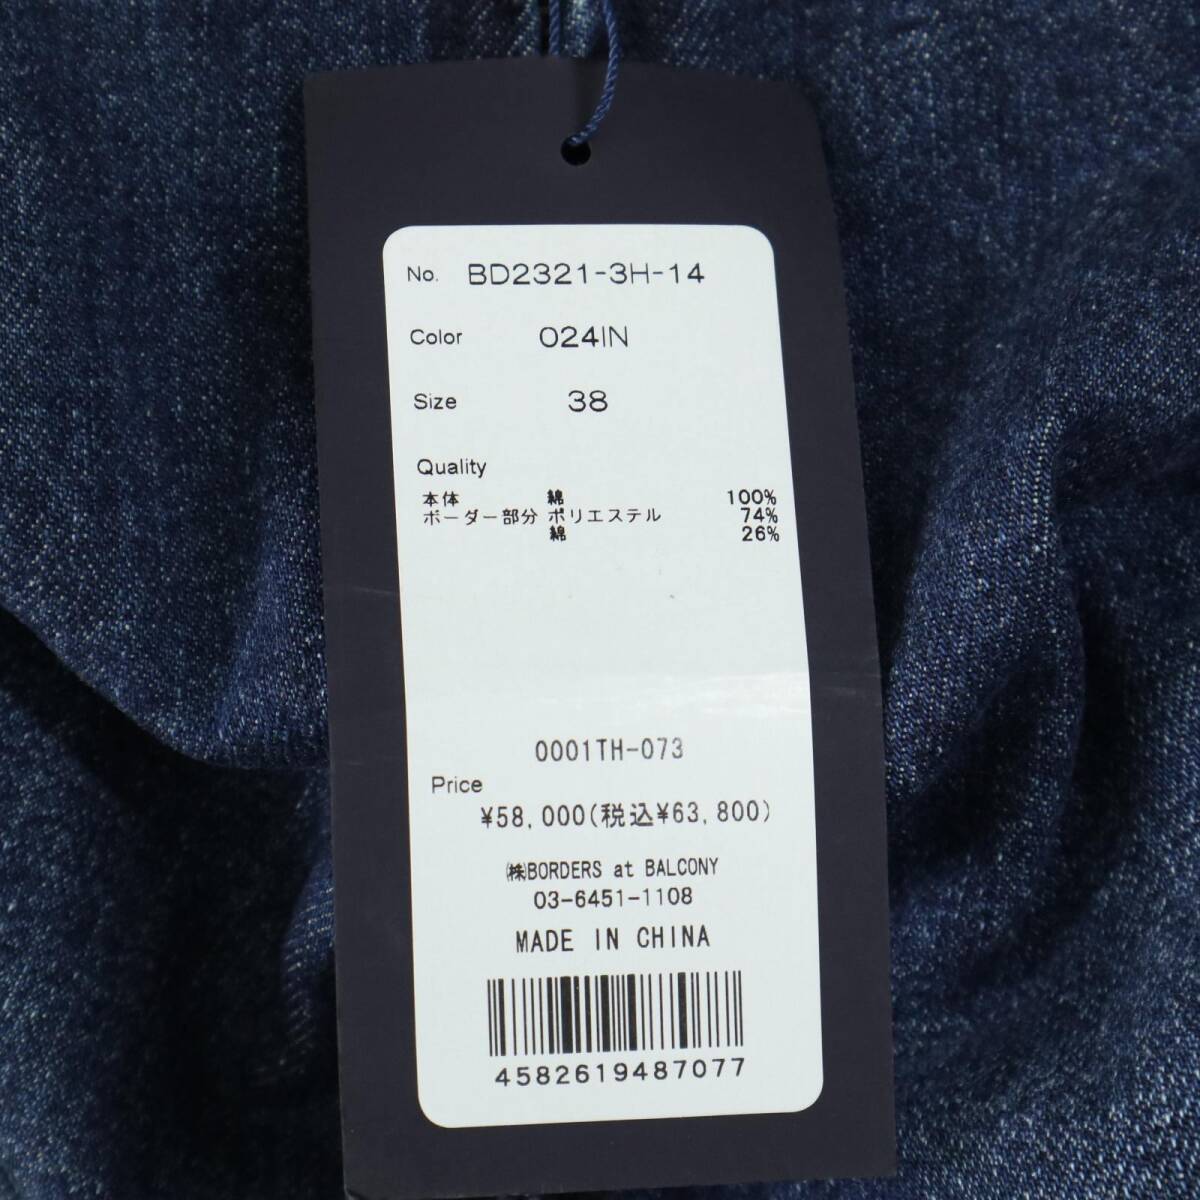 No. BD2321-3H-14
Color 024IN
Size 38
Quality
本体 綿 100%
ボーダー部分 ポリエステル 74%
綿 26%
0001TH-073
Price
¥58,000(税込¥63,800)
㈱BORDERS at BALCONY
03-6451-1108
MADE IN CHINA
4582619487077